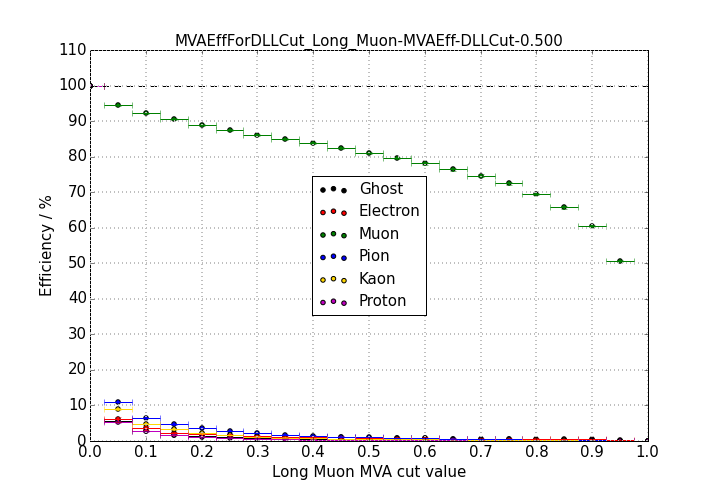 MVAEffForDLLCut_Long_Muon-MVAEff-DLLCut-0.500
110
100
90
80
70
60
50
40
30
20
10
0
Efficiency / %
Ghost
Electron
Muon
Pion
Kaon
Proton
0.0 0.1 0.2 0.3 0.4 0.5 0.6 0.7 0.8 0.9 1.0
Long Muon MVA cut value